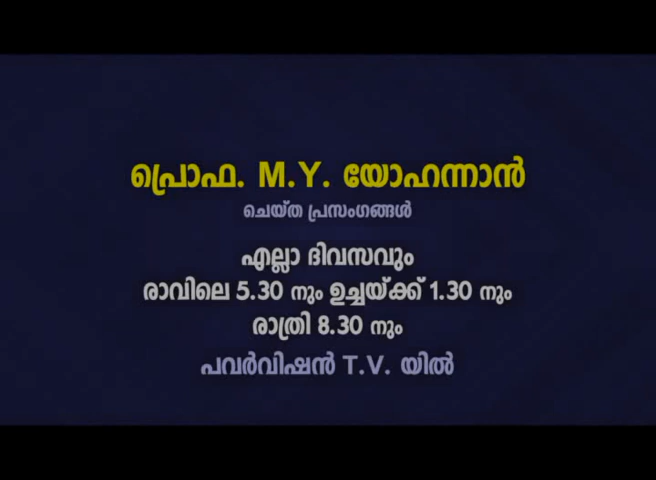 പ്രൊഫ. M.Y. യോഹന്നാൻ
ചെയ്ത പ്രസംഗങ്ങൾ
എല്ലാ ദിവസവും
രാവിലെ 5.30 നും ഉച്ചയ്ക്ക് 1.30 നും
രാത്രി 8.30 നും
പവർവിഷൻ T.V. യിൽ